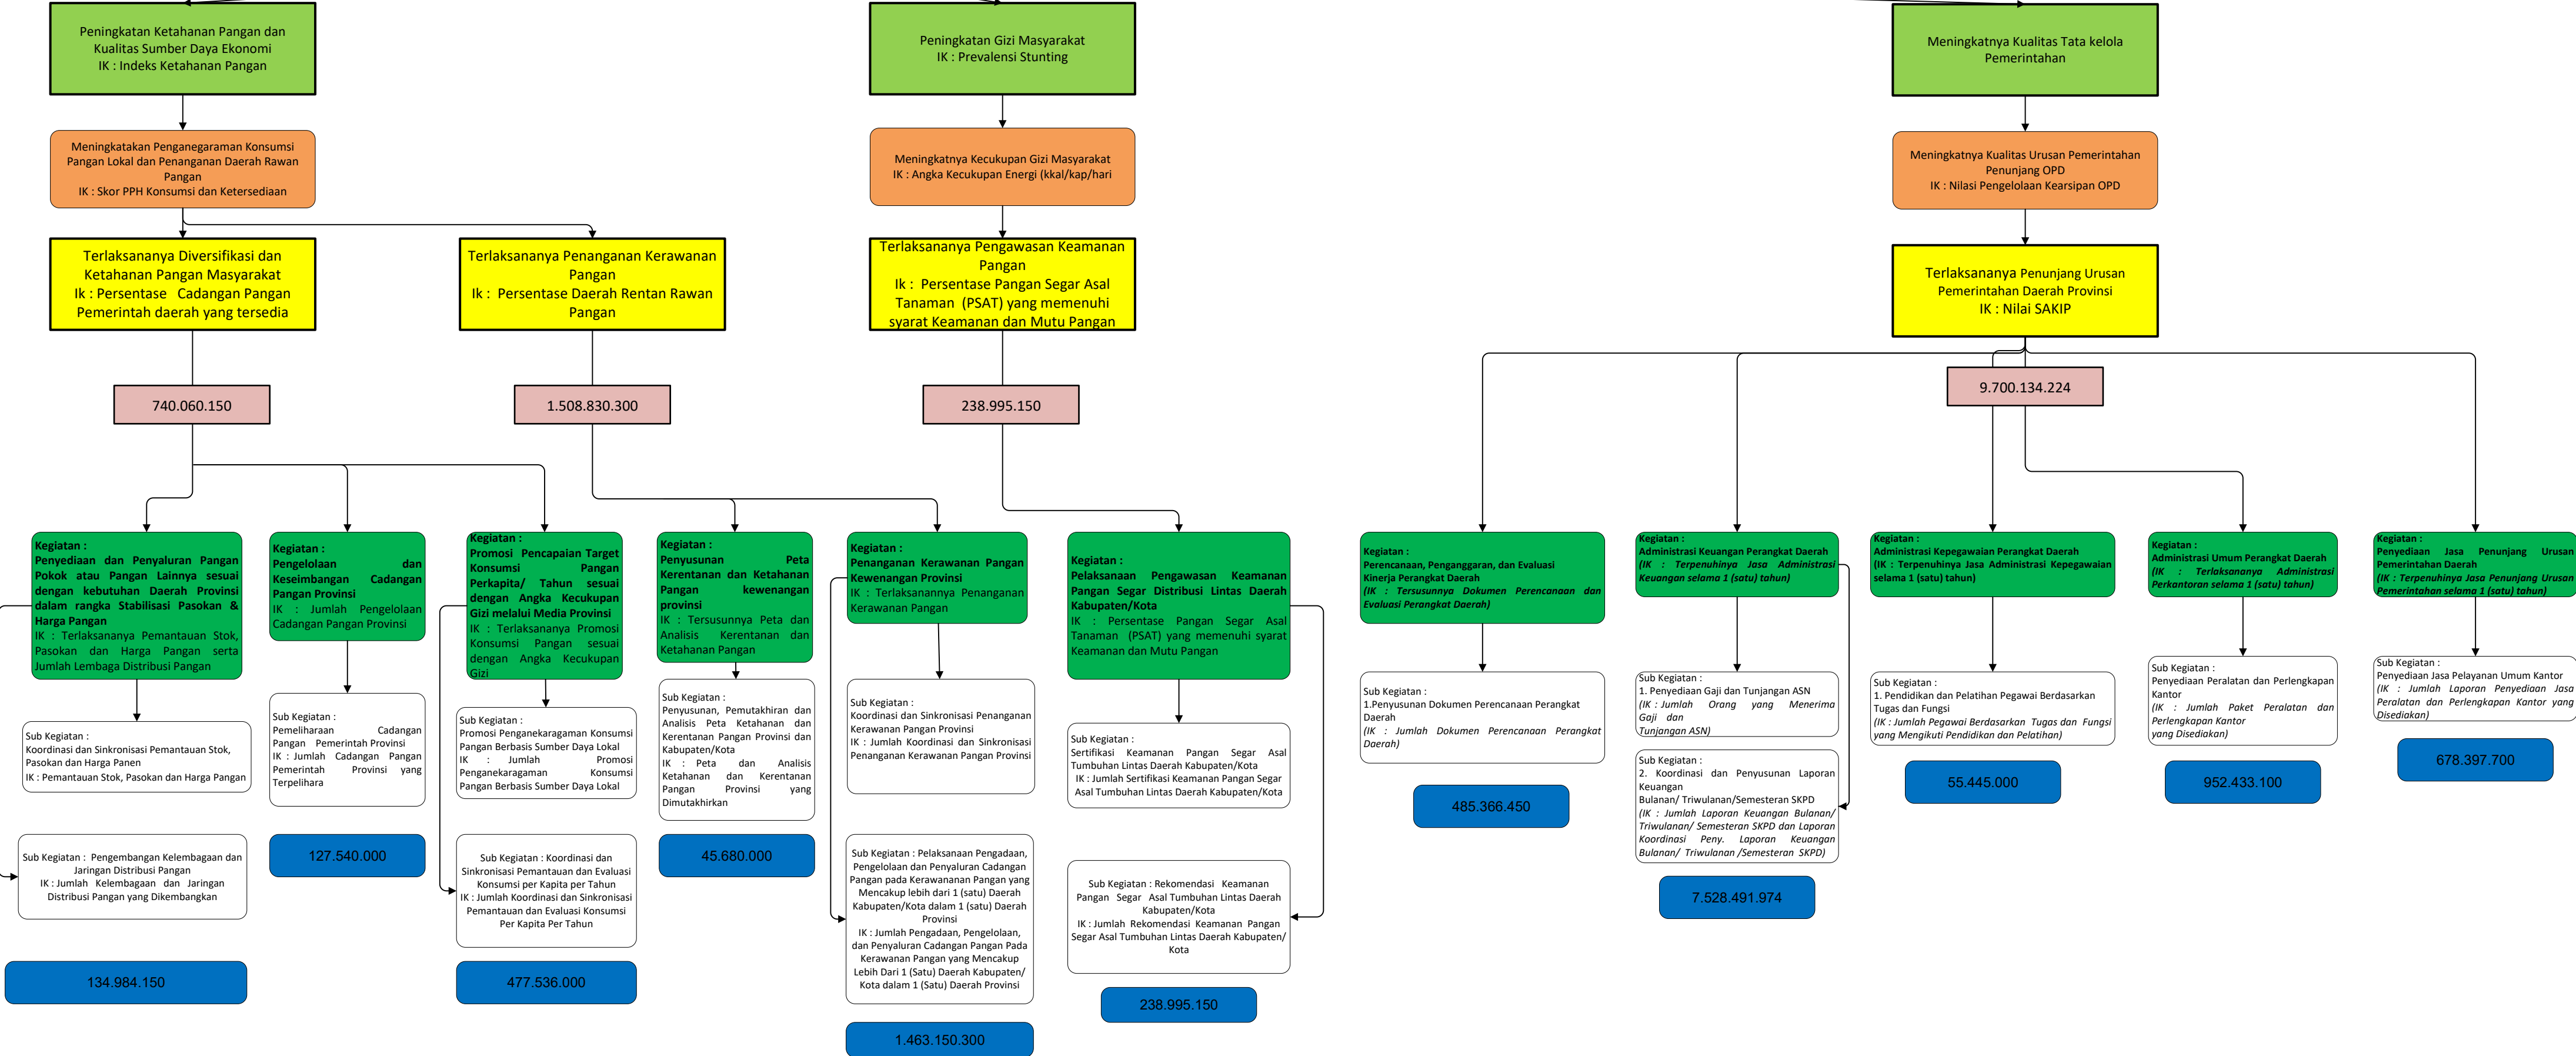 Peningkatan Ketahanan Pangan dan
Kualitas Sumber Daya Ekonomi
IK : Indeks Ketahanan Pangan
Peningkatan Gizi Masyarakat
IK : Prevalensi Stunting
Meningkatnya Kualitas Tata kelola
Pemerintahan
Meningkatakan Penganegaraman Konsumsi
Pangan Lokal dan Penanganan Daerah Rawan
Pangan
IK : Skor PPH Konsumsi dan Ketersediaan
Meningkatnya Kecukupan Gizi Masyarakat
IK : Angka Kecukupan Energi (kkal/kap/hari
Meningkatnya Kualitas Urusan Pemerintahan
Penunjang OPD
IK : Nilasi Pengelolaan Kearsipan OPD
Terlaksananya Diversifikasi dan
Ketahanan Pangan Masyarakat
Ik : Persentase Cadangan Pangan
Pemerintah daerah yang tersedia
Terlaksananya Penanganan Kerawanan
Pangan
Ik : Persentase Daerah Rentan Rawan
Pangan
Terlaksananya Pengawasan Keamanan
Pangan
Ik : Persentase Pangan Segar Asal
Tanaman (PSAT) yang memenuhi
syarat Keamanan dan Mutu Pangan
Terlaksananya Penunjang Urusan
Pemerintahan Daerah Provinsi
IK : Nilai SAKIP
740.060.150
1.508.830.300
238.995.150
9.700.134.224
Kegiatan :
Penyediaan dan Penyaluran Pangan
Pokok atau Pangan Lainnya sesuai
dengan kebutuhan Daerah Provinsi
dalam rangka Stabilisasi Pasokan &
Harga Pangan
IK : Terlaksananya Pemantauan Stok,
Pasokan dan Harga Pangan serta
Jumlah Lembaga Distribusi Pangan
Kegiatan :
Pengelolaan dan
Keseimbangan Cadangan
Pangan Provinsi
IK : Jumlah Pengelolaan
Cadangan Pangan Provinsi
Kegiatan :
Promosi Pencapaian Target
Konsumsi Pangan
Perkapita/ Tahun sesuai
dengan Angka Kecukupan
Gizi melalui Media Provinsi
IK : Terlaksananya Promosi
Konsumsi Pangan sesuai
dengan Angka Kecukupan
Gizi
Kegiatan :
Penyusunan Peta
Kerentanan dan Ketahanan
Pangan kewenangan
provinsi
IK : Tersusunnya Peta dan
Analisis Kerentanan dan
Ketahanan Pangan
Kegiatan :
Penanganan Kerawanan Pangan
Kewenangan Provinsi
IK : Terlaksanannya Penanganan
Kerawanan Pangan
Kegiatan :
Pelaksanaan Pengawasan Keamanan
Pangan Segar Distribusi Lintas Daerah
Kabupaten/Kota
IK : Persentase Pangan Segar Asal
Tanaman (PSAT) yang memenuhi syarat
Keamanan dan Mutu Pangan
Kegiatan :
Perencanaan, Penganggaran, dan Evaluasi
Kinerja Perangkat Daerah
(IK : Tersusunnya Dokumen Perencanaan dan
Evaluasi Perangkat Daerah)
Kegiatan :
Administrasi Keuangan Perangkat Daerah
(IK : Terpenuhinya Jasa Administrasi
Keuangan selama 1 (satu) tahun)
Kegiatan :
Administrasi Kepegawaian Perangkat Daerah
(IK : Terpenuhinya Jasa Administrasi Kepegawaian
selama 1 (satu) tahun)
Kegiatan :
Administrasi Umum Perangkat Daerah
(IK : Terlaksananya Administrasi
Perkantoran selama 1 (satu) tahun)
Kegiatan :
Penyediaan Jasa Penunjang Urusan
Pemerintahan Daerah
(IK : Terpenuhinya Jasa Penunjang Urusan
Pemerintahan selama 1 (satu) tahun)
Sub Kegiatan :
Koordinasi dan Sinkronisasi Pemantauan Stok,
Pasokan dan Harga Panen
IK : Pemantauan Stok, Pasokan dan Harga Pangan
Sub Kegiatan :
Pemeliharaan Cadangan
Pangan Pemerintah Provinsi
IK : Jumlah Cadangan Pangan
Pemerintah Provinsi yang
Terpelihara
Sub Kegiatan :
Promosi Penganekaragaman Konsumsi
Pangan Berbasis Sumber Daya Lokal
IK : Jumlah Promosi
Penganekaragaman Konsumsi
Pangan Berbasis Sumber Daya Lokal
Sub Kegiatan :
Penyusunan, Pemutakhiran dan
Analisis Peta Ketahanan dan
Kerentanan Pangan Provinsi dan
Kabupaten/Kota
IK : Peta dan Analisis
Ketahanan dan Kerentanan
Pangan Provinsi yang
Dimutakhirkan
Sub Kegiatan :
Koordinasi dan Sinkronisasi Penanganan
Kerawanan Pangan Provinsi
IK : Jumlah Koordinasi dan Sinkronisasi
Penanganan Kerawanan Pangan Provinsi
Sub Kegiatan :
Sertifikasi Keamanan Pangan Segar Asal
Tumbuhan Lintas Daerah Kabupaten/Kota
IK : Jumlah Sertifikasi Keamanan Pangan Segar
Asal Tumbuhan Lintas Daerah Kabupaten/Kota
Sub Kegiatan :
1.Penyusunan Dokumen Perencanaan Perangkat
Daerah
(IK : Jumlah Dokumen Perencanaan Perangkat
Daerah)
Sub Kegiatan :
1. Penyediaan Gaji dan Tunjangan ASN
(IK : Jumlah Orang yang Menerima
Gaji dan
Tunjangan ASN)
Sub Kegiatan :
1. Pendidikan dan Pelatihan Pegawai Berdasarkan
Tugas dan Fungsi
(IK : Jumlah Pegawai Berdasarkan Tugas dan Fungsi
yang Mengikuti Pendidikan dan Pelatihan)
Sub Kegiatan :
Penyediaan Peralatan dan Perlengkapan
Kantor
(IK : Jumlah Paket Peralatan dan
Perlengkapan Kantor
yang Disediakan)
Sub Kegiatan :
Penyediaan Jasa Pelayanan Umum Kantor
(IK : Jumlah Laporan Penyediaan Jasa
Peralatan dan Perlengkapan Kantor yang
Disediakan)
Sub Kegiatan :
2. Koordinasi dan Penyusunan Laporan
Keuangan
Bulanan/ Triwulanan/Semesteran SKPD
(IK : Jumlah Laporan Keuangan Bulanan/
Triwulanan/ Semesteran SKPD dan Laporan
Koordinasi Peny. Laporan Keuangan
Bulanan/ Triwulanan /Semesteran SKPD)
485.366.450
55.445.000
952.433.100
678.397.700
Sub Kegiatan : Pengembangan Kelembagaan dan
Jaringan Distribusi Pangan
IK : Jumlah Kelembagaan dan Jaringan
Distribusi Pangan yang Dikembangkan
127.540.000
Sub Kegiatan : Koordinasi dan
Sinkronisasi Pemantauan dan Evaluasi
Konsumsi per Kapita per Tahun
IK : Jumlah Koordinasi dan Sinkronisasi
Pemantauan dan Evaluasi Konsumsi
Per Kapita Per Tahun
45.680.000
Sub Kegiatan : Pelaksanaan Pengadaan,
Pengelolaan dan Penyaluran Cadangan
Pangan pada Kerawananan Pangan yang
Mencakup lebih dari 1 (satu) Daerah
Kabupaten/Kota dalam 1 (satu) Daerah
Provinsi
IK : Jumlah Pengadaan, Pengelolaan,
dan Penyaluran Cadangan Pangan Pada
Kerawanan Pangan yang Mencakup
Lebih Dari 1 (Satu) Daerah Kabupaten/
Kota dalam 1 (Satu) Daerah Provinsi
Sub Kegiatan : Rekomendasi Keamanan
Pangan Segar Asal Tumbuhan Lintas Daerah
Kabupaten/Kota
IK : Jumlah Rekomendasi Keamanan Pangan
Segar Asal Tumbuhan Lintas Daerah Kabupaten/
Kota
7.528.491.974
134.984.150
477.536.000
238.995.150
1.463.150.300